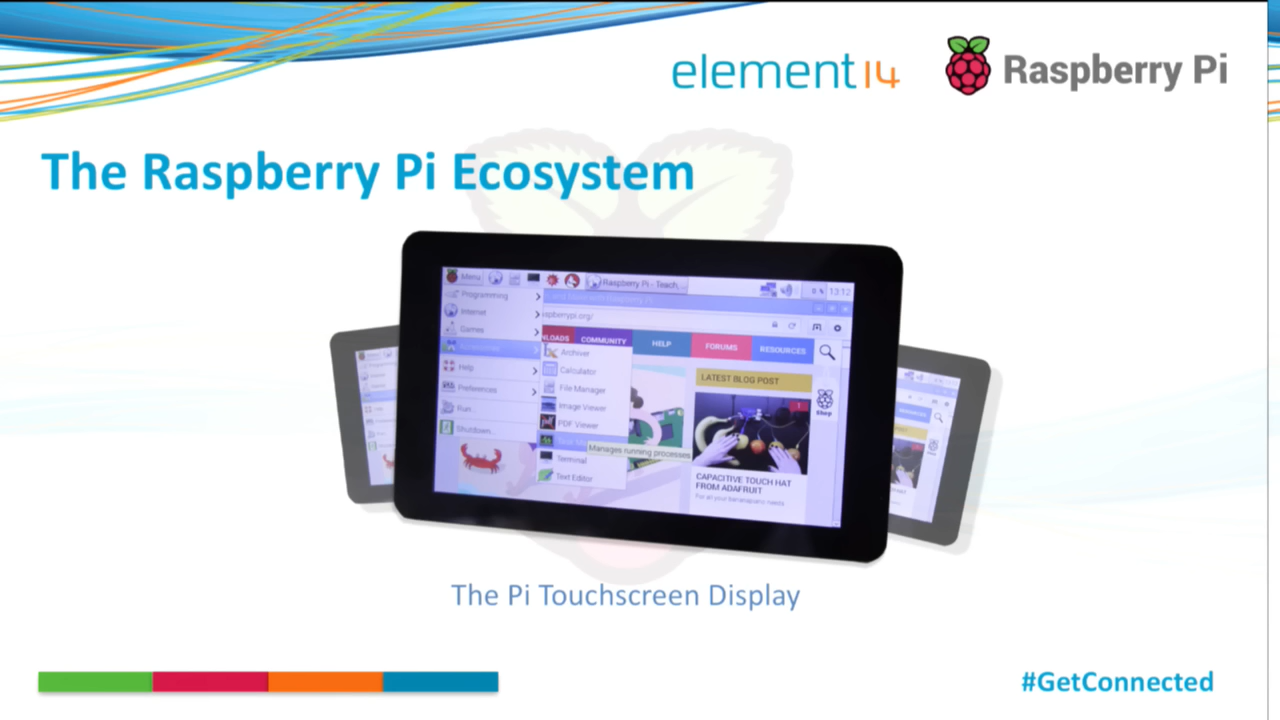 element14
Raspberry Pi
The Raspberry Pi Ecosystem
Menu
Raspberry Pi - Teach,
13:12
Programming
Internet
Games
Help
Preferences
Run...
Shutdown...
Archiver
Calculator
File Manager
Image Viewer
PDF Viewer
Manages running processes
Terminal
Text Editor
COMMUNITY
HELP
FORUMS
RESOURCES
LATEST BLOG POST
Shop
CAPACITIVE TOUCH HAT
FROM ADAFRUIT
The Pi Touchscreen Display
#GetConnected